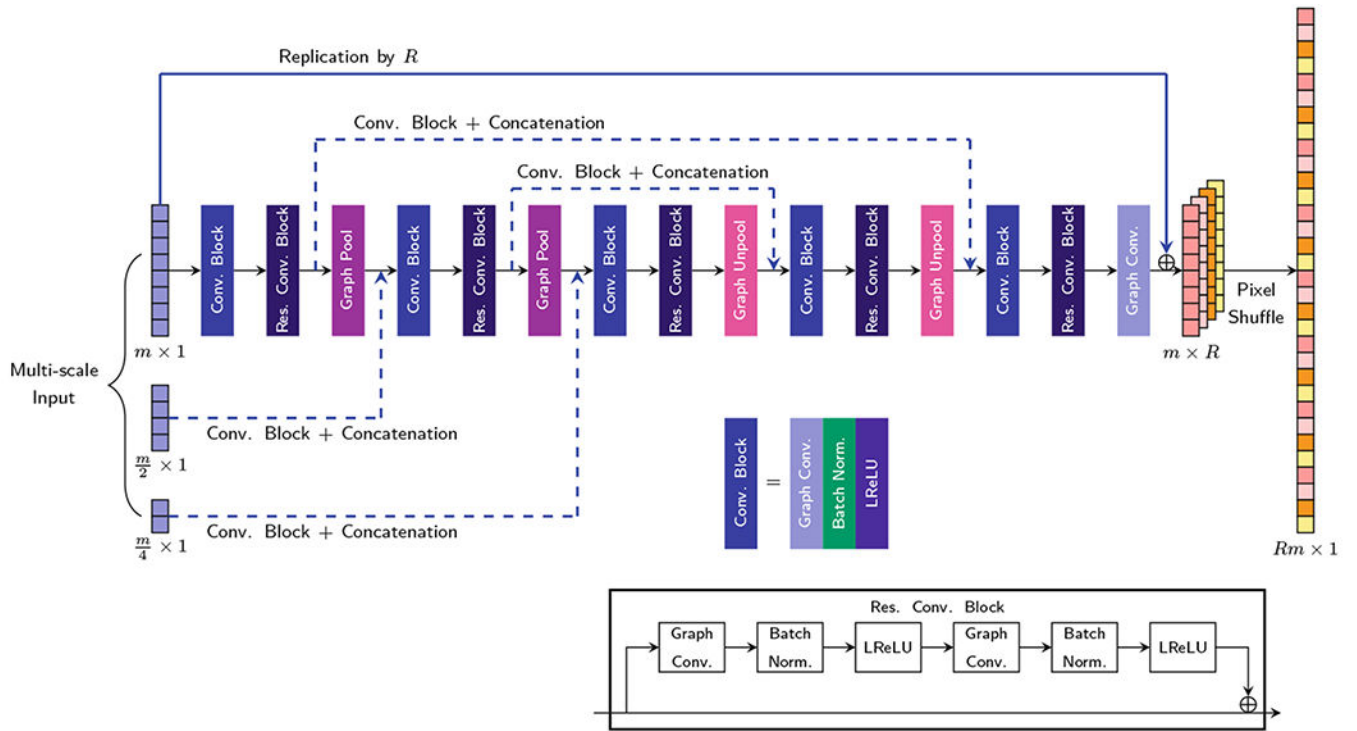 Replication by R
Conv. Block + Concatenation
Conv. Block + Concatenation
Conv. Block
Res. Conv. Block
Graph Pool
Conv. Block
Res. Conv. Block
Graph Pool
Conv. Block
Res. Conv. Block
Graph Unpool
Conv. Block
Res. Conv. Block
Graph Unpool
Conv. Block
Res. Conv. Block
Graph Conv.
⊕
Pixel
Shuffle
m × 1
m × R
Multi-scale
Input
Conv. Block + Concatenation
m/2 × 1
Conv. Block + Concatenation
m/4 × 1
Conv. Block
=
Graph Conv.
Batch Norm.
LReLU
Rm × 1
Res. Conv. Block
Graph
Conv.
Batch
Norm.
LReLU
Graph
Conv.
Batch
Norm.
LReLU
⊕